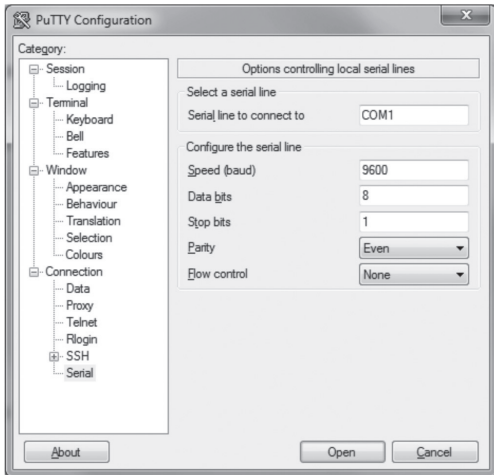 PuTTY Configuration
Category:
Session
Logging
Terminal
Keyboard
Bell
Features
Window
Appearance
Behaviour
Translation
Selection
Colours
Connection
Data
Proxy
Telnet
Rlogin
SSH
Serial
Options controlling local serial lines
Select a serial line
Serial line to connect to COM1
Configure the serial line
Speed (baud) 9600
Data bits 8
Stop bits 1
Parity Even
Flow control None
About Open Cancel